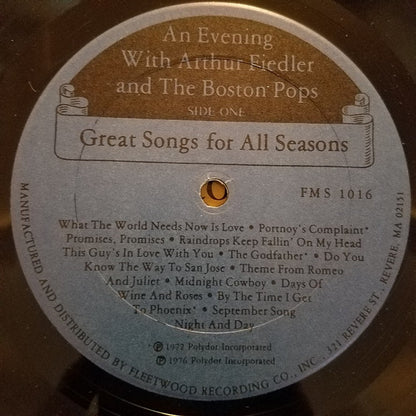 An Evening
With Arthur Fiedler
and The Boston Pops
SIDE ONE
Great Songs for All Seasons
FMS 1016
What The World Needs Now Is Love • Portnoy's Complaint*
Promises, Promises • Raindrops Keep Fallin' On My Head
This Guy's In Love With You • The Godfather* • Do You
Know The Way To San Jose • Theme From Romeo
And Juliet • Midnight Cowboy • Days Of
Wine And Roses • By The Time I Get
To Phoenix* • September Song
Night And Day
℗ 1972 Polydor Incorporated
℗ 1976 Polydor Incorporated
MANUFACTURED AND DISTRIBUTED BY FLEETWOOD RECORDING CO., INC., 321 REVERE ST., REVERE, MA 02151